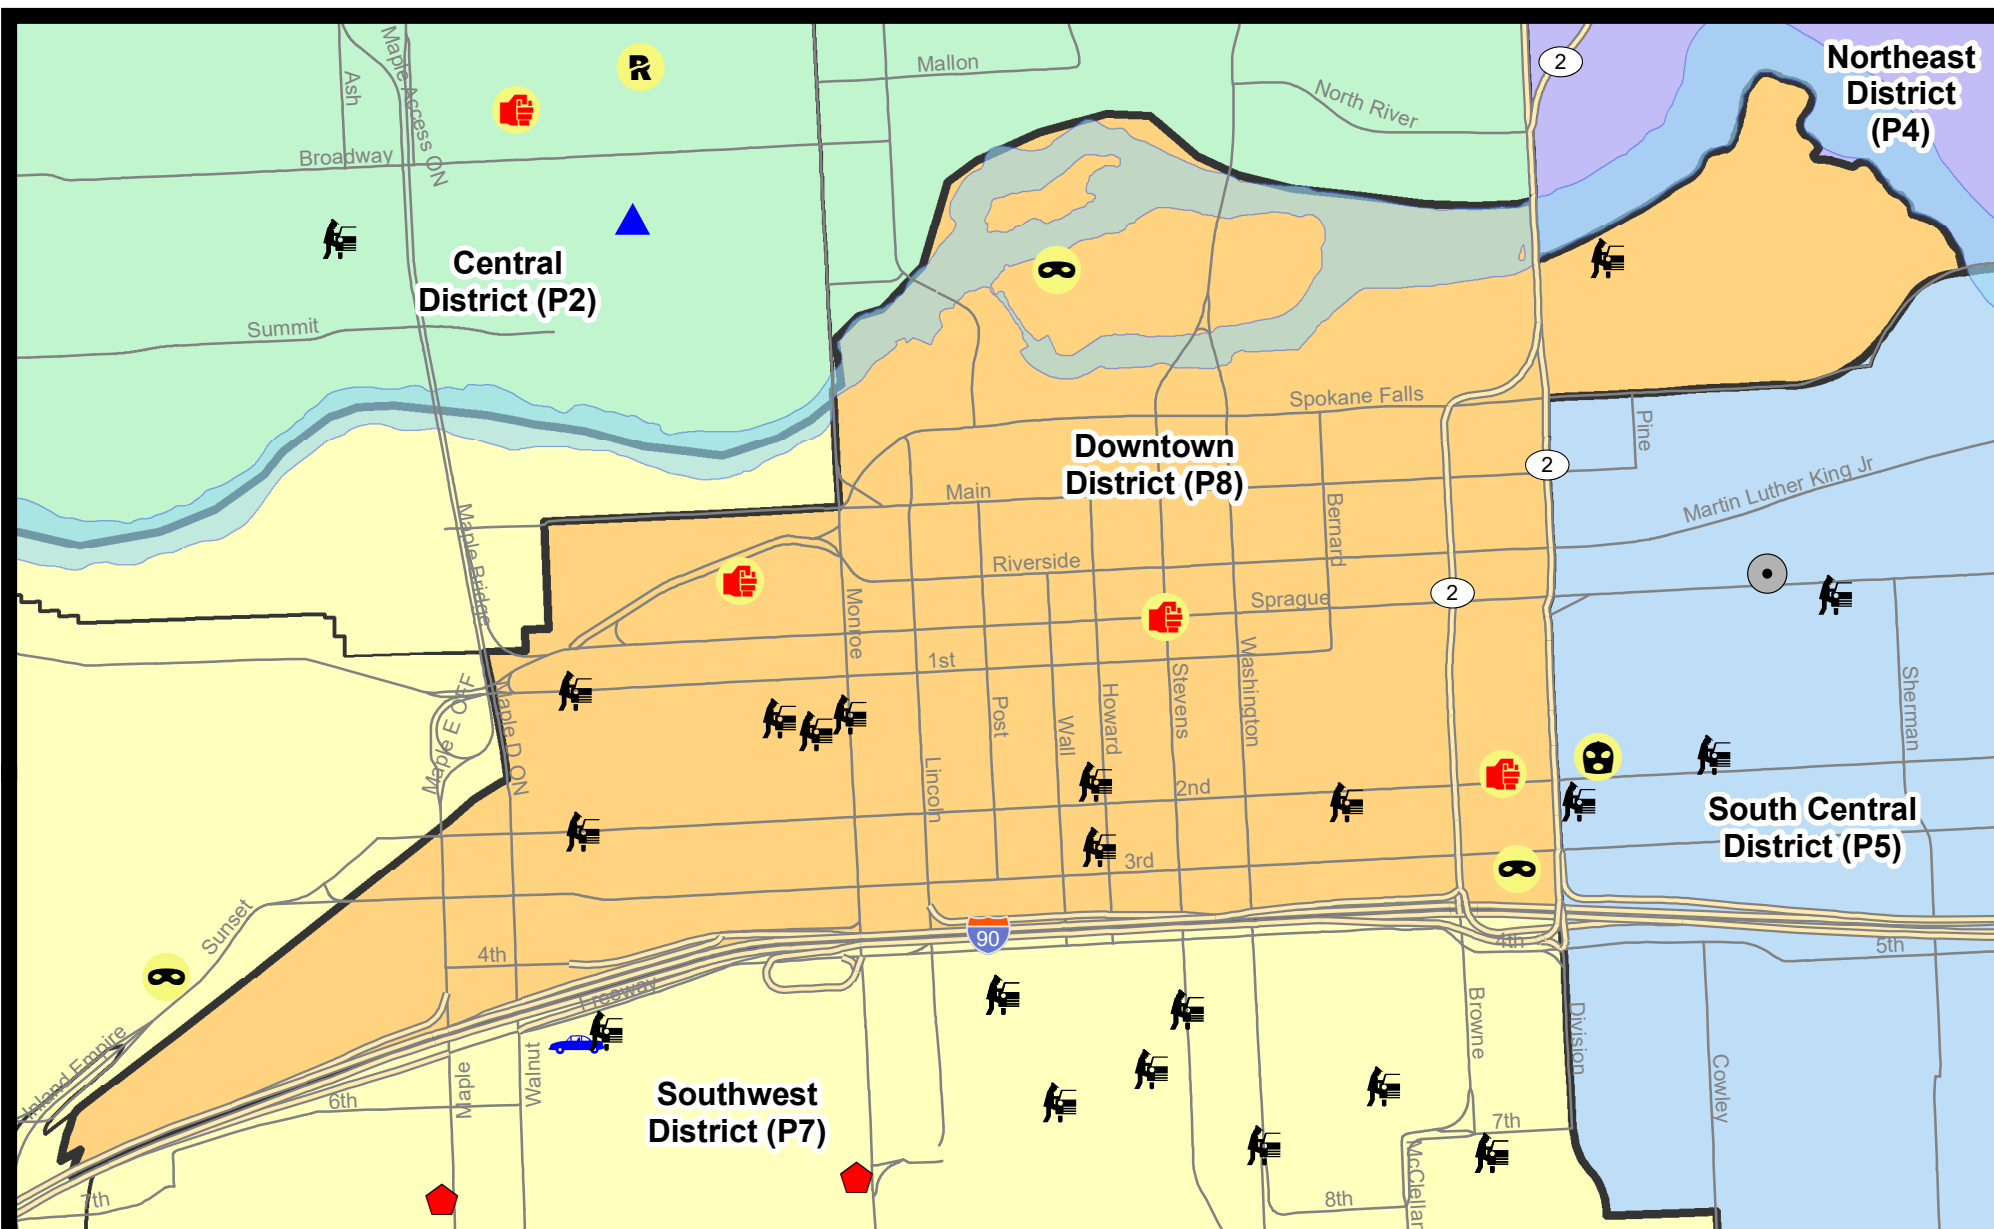 Northeast
District
(P4)
2
Mallon
North River
Maple Access ON
Ash
R
Broadway
Central
District (P2)
Summit
Spokane Falls
Pine
Downtown
District (P8)
2
Martin Luther King Jr
Main
Bernard
Maple Bridge
Riverside
2
Sprague
Monroe
1st
Washington
Stevens
Sherman
Maple E OFF
Maple D ON
Post
Wall
Howard
Lincoln
2nd
South Central
District (P5)
3rd
Sunset
90
4th
4th
5th
Freeway
Browne
Division
Inland Empire
Maple
Walnut
Cowley
6th
Southwest
District (P7)
7th
McClellan
7th
8th